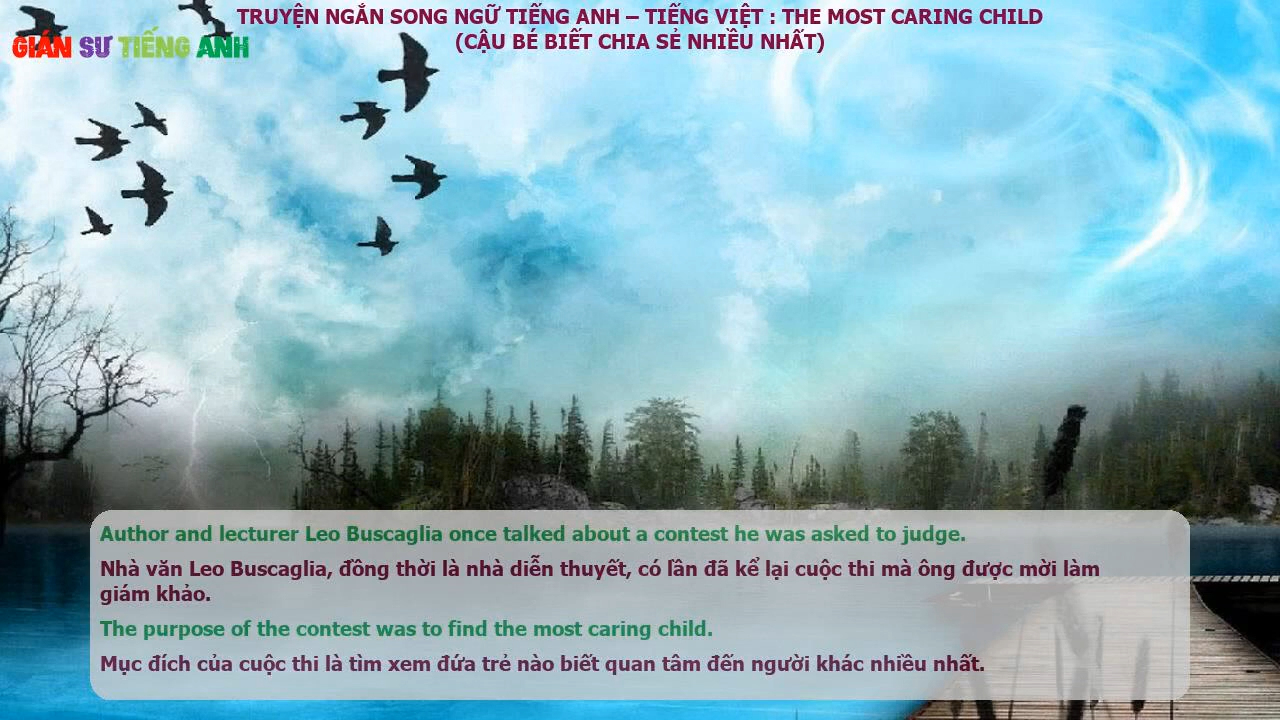 TRUYỆN NGẮN SONG NGỮ TIẾNG ANH – TIẾNG VIỆT : THE MOST CARING CHILD
(CẬU BÉ BIẾT CHIA SẺ NHIỀU NHẤT)
GIÁN SƯ TIẾNG ANH
Author and lecturer Leo Buscaglia once talked about a contest he was asked to judge.
Nhà văn Leo Buscaglia, đồng thời là nhà diễn thuyết, có lần đã kể lại cuộc thi mà ông được mời làm
giám khảo.
The purpose of the contest was to find the most caring child.
Mục đích của cuộc thi là tìm xem đứa trẻ nào biết quan tâm đến người khác nhiều nhất.